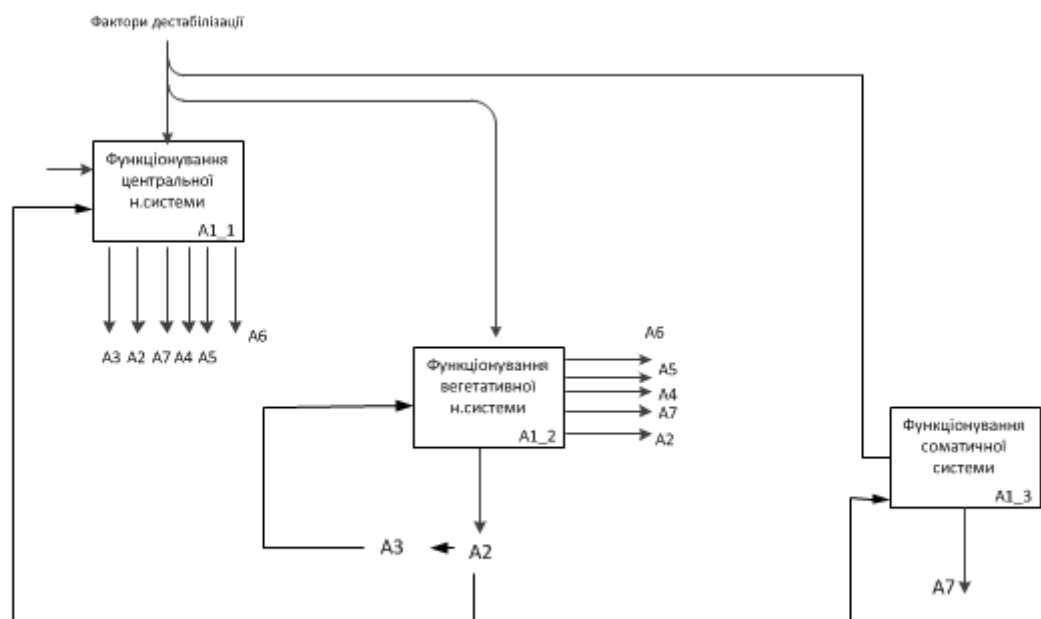 Фактори дестабілізації
Функціонування
центральної
н.системи
А1_1
А3 А2 А7 А4 А5
А6
Функціонування
вегетативної
н.системи
А1_2
А6
А5
А4
А7
А2
Функціонування
соматичної
системи
А1_3
А3
А2
А7